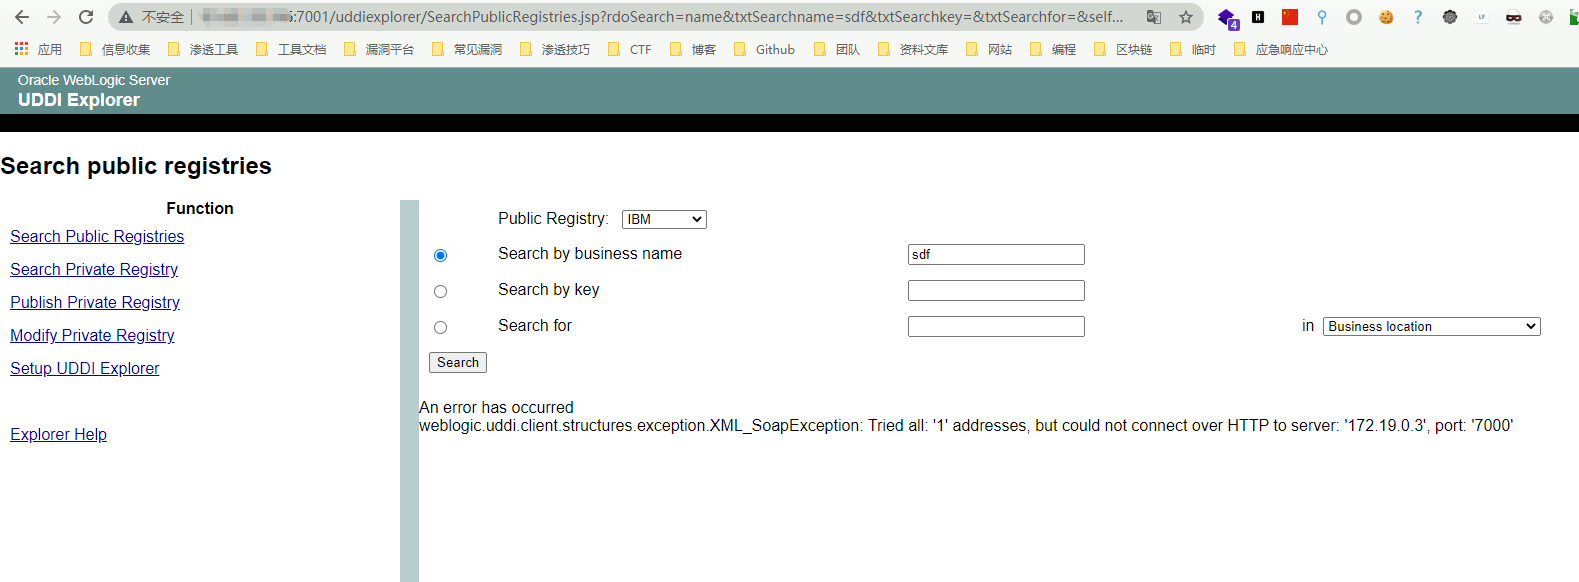 不安全 | 5:7001/uddiexplorer/SearchPublicRegistries.jsp?rdoSearch=name&txtSearchname=sdf&txtSearchkey=&txtSearchfor=&self...
4
应用 信息收集 渗透工具 工具文档 漏洞平台 常见漏洞 渗透技巧 CTF 博客 Github 团队 资料文库 网站 编程 区块链 临时 应急响应中心
Oracle WebLogic Server
UDDI Explorer
Search public registries
Function
Search Public Registries
Search Private Registry
Publish Private Registry
Modify Private Registry
Setup UDDI Explorer
Explorer Help
Public Registry: IBM
Search by business name sdf
Search by key
Search for in Business location
Search
An error has occurred
weblogic.uddi.client.structures.exception.XML_SoapException: Tried all: '1' addresses, but could not connect over HTTP to server: '172.19.0.3', port: '7000'